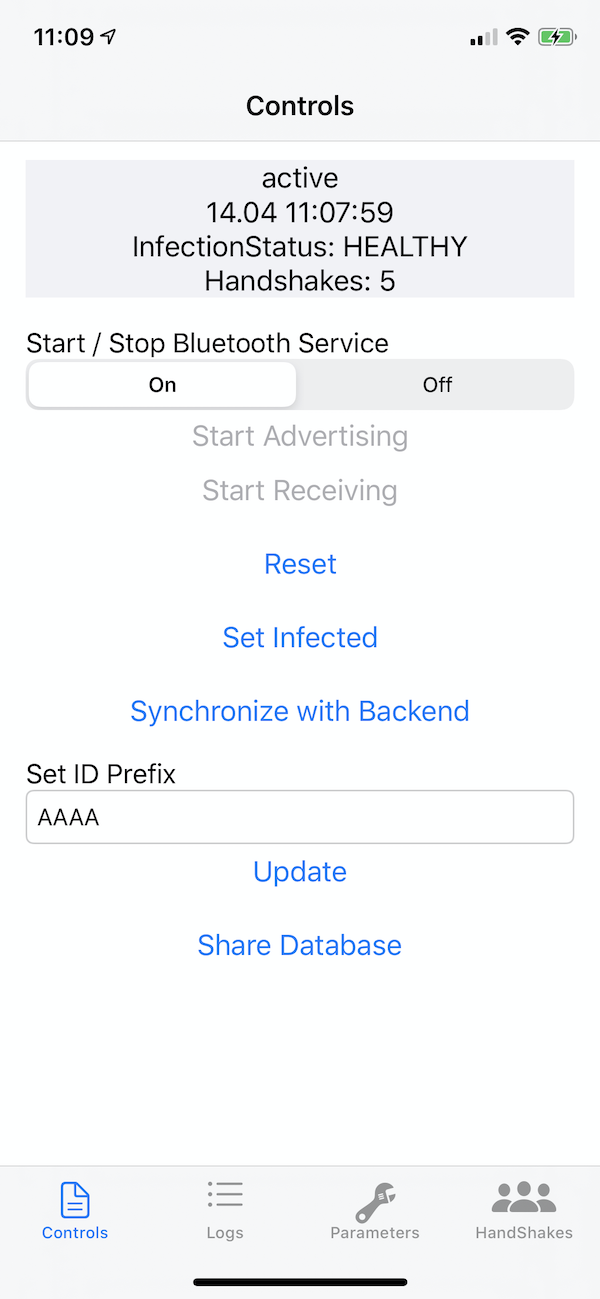 11:09
Controls
active
14.04 11:07:59
InfectionStatus: HEALTHY
Handshakes: 5
Start / Stop Bluetooth Service
On Off
Start Advertising
Start Receiving
Reset
Set Infected
Synchronize with Backend
Set ID Prefix
AAAA
Update
Share Database
Controls Logs Parameters HandShakes